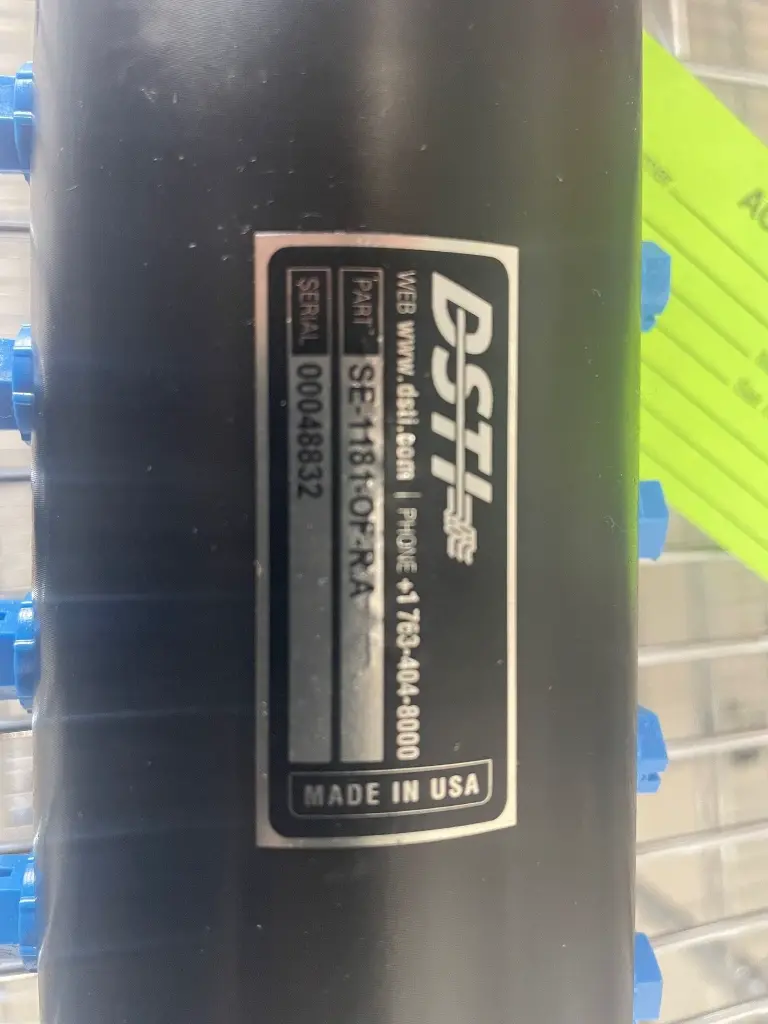 DSTI
WEB www.dsti.com | PHONE +1 763-404-8000
PART SE-1181-OF-R.A
SERIAL 00048832
MADE IN USA